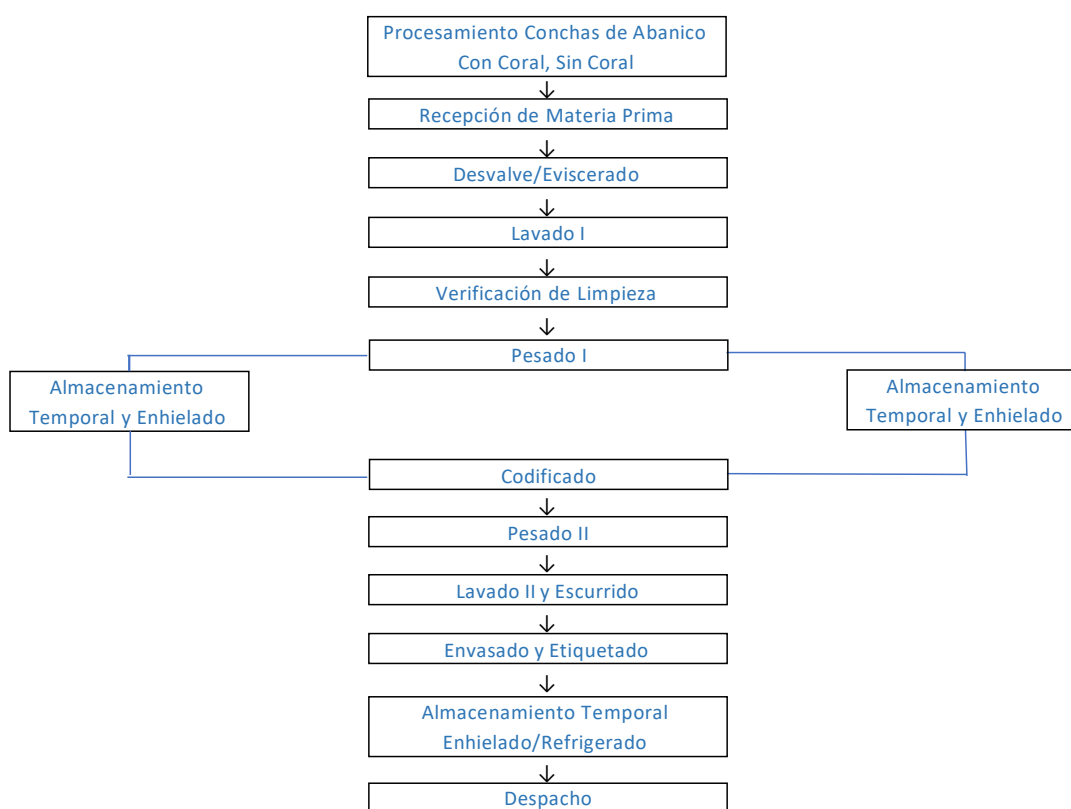 Procesamiento Conchas de Abanico
Con Coral, Sin Coral
Recepción de Materia Prima
Desvalve/Eviscerado
Lavado I
Verificación de Limpieza
Pesado I
Almacenamiento
Temporal y Enhielado
Almacenamiento
Temporal y Enhielado
Codificado
Pesado II
Lavado II y Escurrido
Envasado y Etiquetado
Almacenamiento Temporal
Enhielado/Refrigerado
Despacho